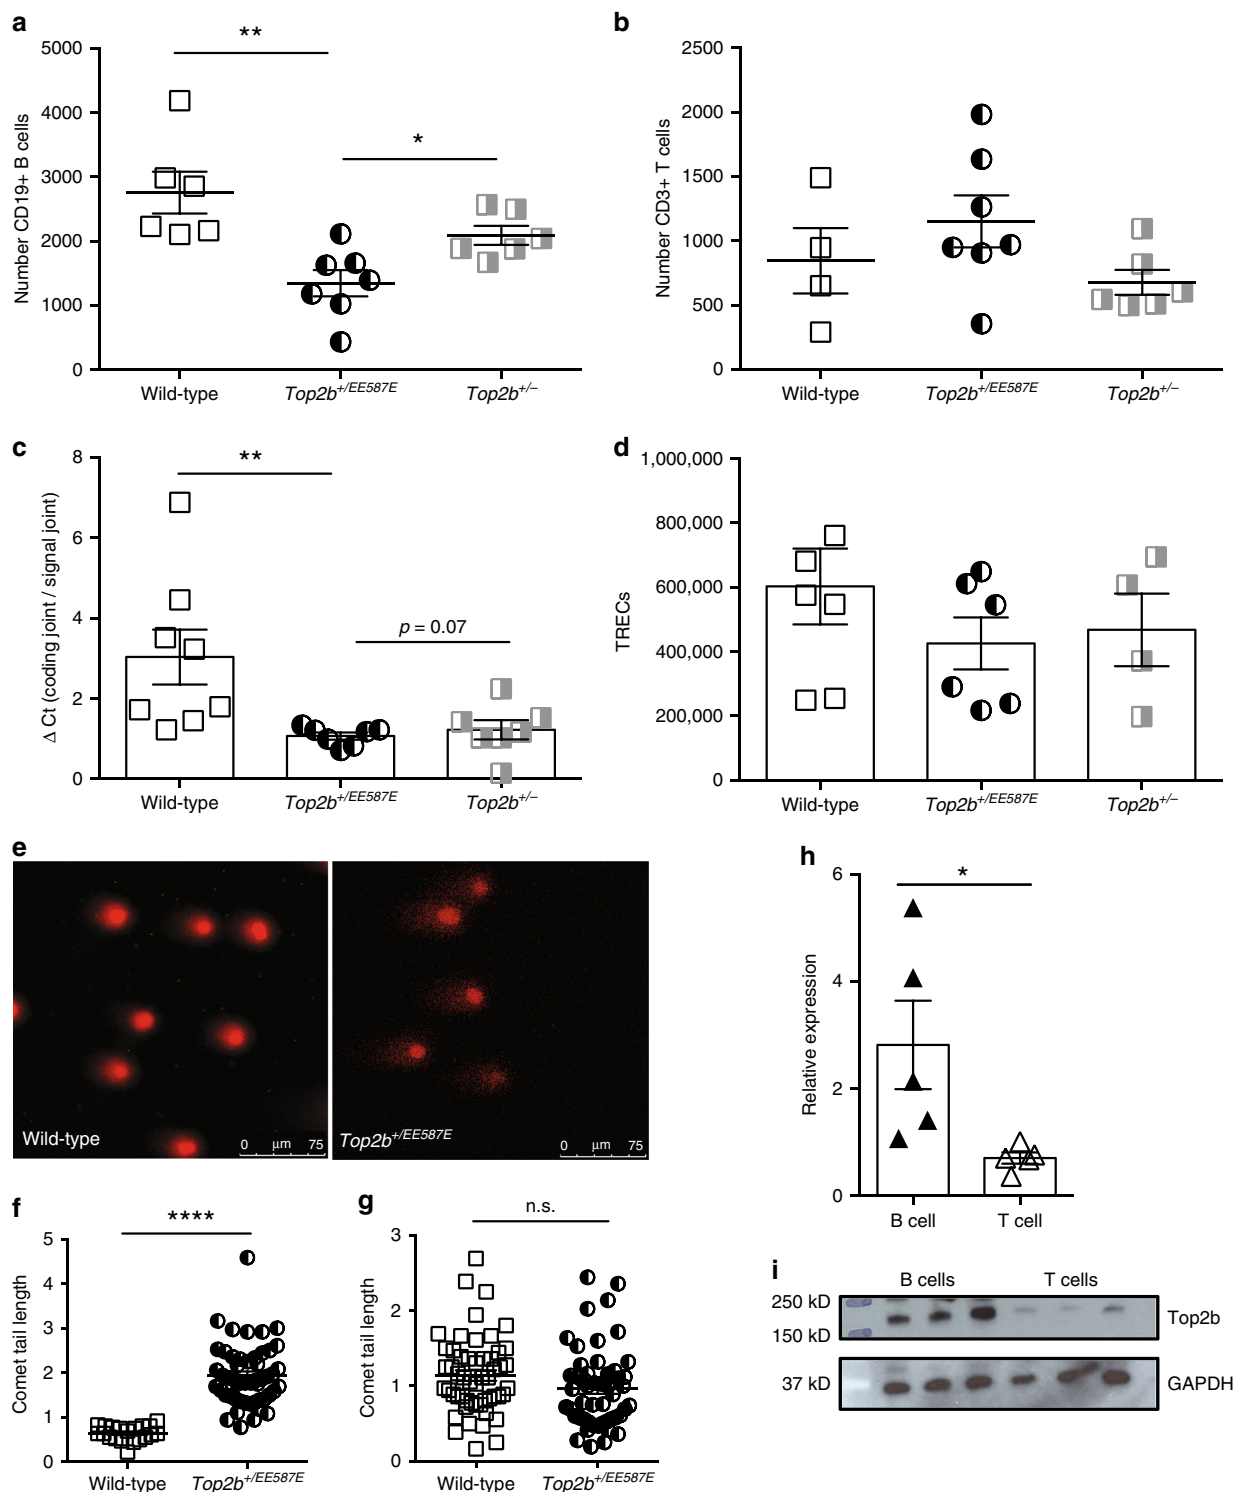 a
**
*
5000
4000
3000
2000
1000
0
Number CD19+ B cells
Wild-type
Top2b+/EE587E
Top2b+/–
b
2500
2000
1500
1000
500
0
Number CD3+ T cells
Wild-type
Top2b+/EE587E
Top2b+/–
c
**
p = 0.07
8
6
4
2
0
Δ Ct (coding joint / signal joint)
Wild-type
Top2b+/EE587E
Top2b+/–
d
1,000,000
800,000
600,000
400,000
200,000
0
TRECs
Wild-type
Top2b+/EE587E
Top2b+/–
e
Wild-type
0 µm 75
Top2b+/EE587E
0 µm 75
h
*
6
4
2
0
Relative expression
B cell
T cell
f
****
5
4
3
2
1
0
Comet tail length
Wild-type
Top2b+/EE587E
g
n.s.
3
2
1
0
Comet tail length
Wild-type
Top2b+/EE587E
i
B cells
T cells
250 kD
150 kD
Top2b
37 kD
GAPDH